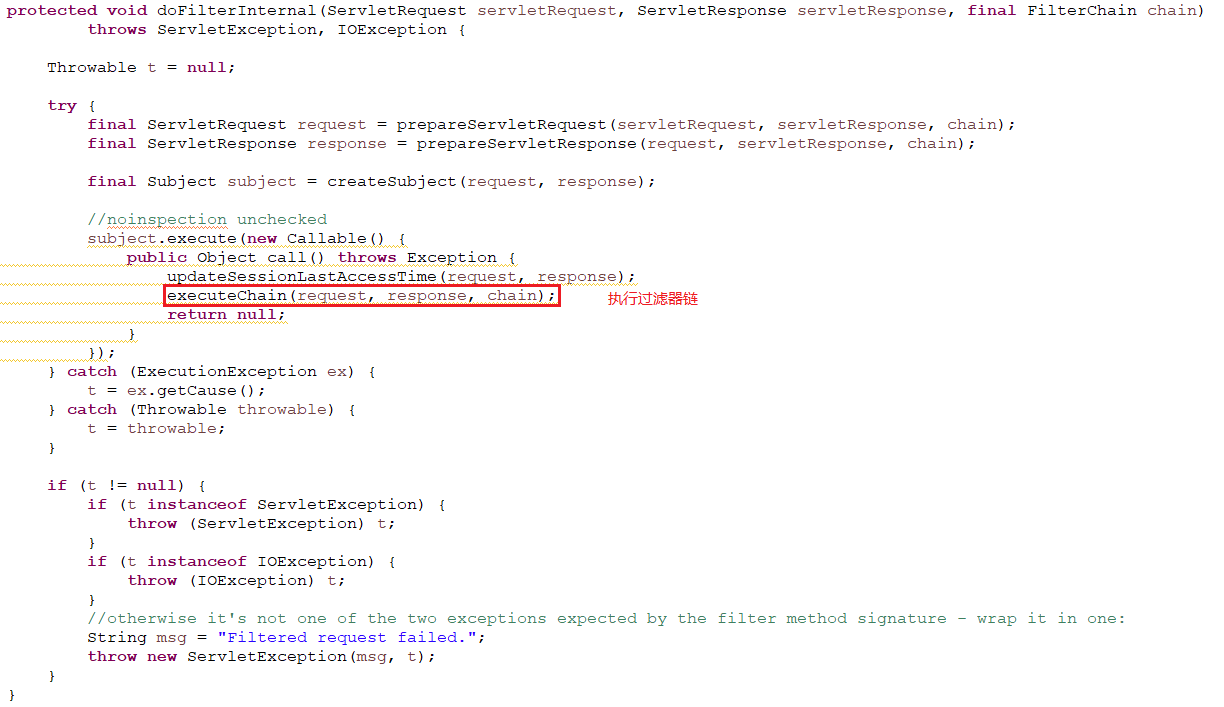 protected void doFilterInternal(ServletRequest servletRequest, ServletResponse servletResponse, final FilterChain chain)
        throws ServletException, IOException {

    Throwable t = null;

    try {
        final ServletRequest request = prepareServletRequest(servletRequest, servletResponse, chain);
        final ServletResponse response = prepareServletResponse(request, servletResponse, chain);

        final Subject subject = createSubject(request, response);

        //noinspection unchecked
        subject.execute(new Callable() {
            public Object call() throws Exception {
                updateSessionLastAccessTime(request, response);
                executeChain(request, response, chain); 执行过滤器链
                return null;
            }
        });
    } catch (ExecutionException ex) {
        t = ex.getCause();
    } catch (Throwable throwable) {
        t = throwable;
    }

    if (t != null) {
        if (t instanceof ServletException) {
            throw (ServletException) t;
        }
        if (t instanceof IOException) {
            throw (IOException) t;
        }
        //otherwise it's not one of the two exceptions expected by the filter method signature - wrap it in one:
        String msg = "Filtered request failed.";
        throw new ServletException(msg, t);
    }
}